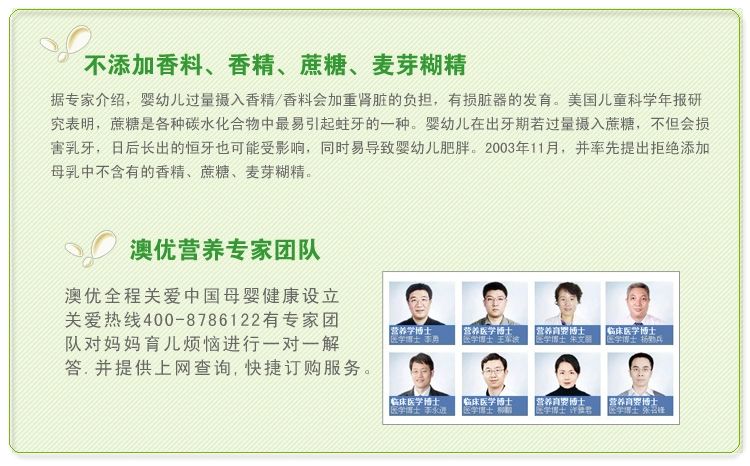 不添加香料、香精、蔗糖、麦芽糊精
据专家介绍，婴幼儿过量摄入香精/香料会加重肾脏的负担，有损脏器的发育。美国儿童科学年报研
究表明，蔗糖是各种碳水化合物中最易引起蛀牙的一种。婴幼儿在出牙期若过量摄入蔗糖，不但会损
害乳牙，日后长出的恒牙也可能受影响，同时易导致婴幼儿肥胖。2003年11月，并率先提出拒绝添加
母乳中不含有的香精、蔗糖、麦芽糊精。
澳优营养专家团队
澳优全程关爱中国母婴健康设立
关爱热线400-8786122有专家团
队对妈妈育儿烦恼进行一对一解
答.并提供上网查询,快捷订购服务。
营养学博士
医学博士 李勇
营养医学博士
医学博士 王军波
营养育婴博士
医学博士 朱文丽
临床医学博士
医学博士 杨勤兵
临床医学博士
医学博士 李永进
营养医学博士
医学博士 柳鹏
营养育婴博士
医学博士 许雅君
营养育婴博士
医学博士 张召锋